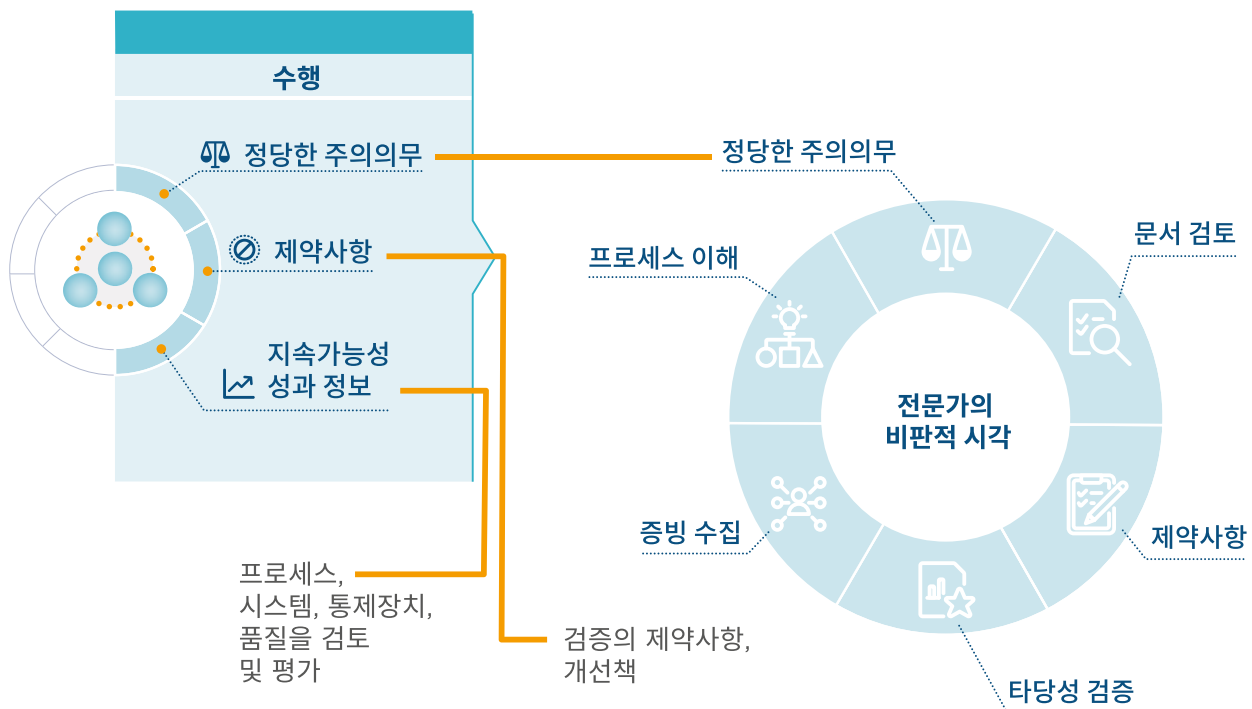 수행
정당한 주의의무
제약사항
지속가능성
성과 정보
프로세스,
시스템, 통제장치,
품질을 검토
및 평가
검증의 제약사항,
개선책
정당한 주의의무
문서 검토
프로세스 이해
전문가의
비판적 시각
증빙 수집
제약사항
타당성 검증